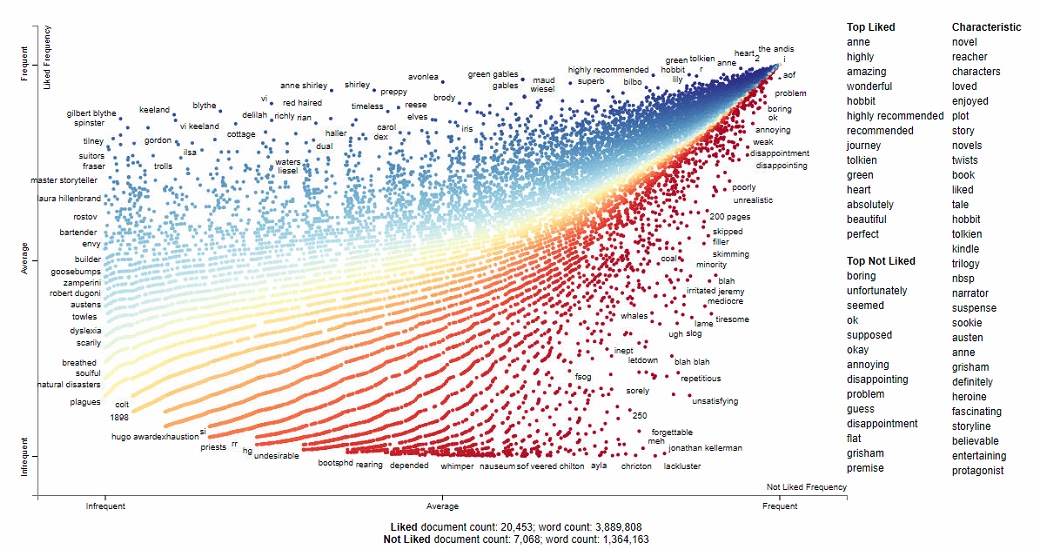 Frequent
Liked Frequency
Average
Infrequent
the andis
heart
2
i
green
tolkien
r
anne
aof
hobbit
lily
highly recommended
superb
bilbo
green gables
gables
maud
wiesel
avonlea
anne shirley
shirley
preppy
brody
problem
boring
ok
annoying
weak
disappointment
disappointing
gilbert blythe
spinster
keeland
blythe
vi
red haired
delilah
richly
rian
timeless
reese
elves
iris
tilney
gordon
vi keeland
cottage
haller
dual
carol
dex
suitors
fraser
trolls
ilsa
waters
liesel
master storyteller
laura hillenbrand
rostov
bartender
envy
builder
goosebumps
zamperini
robert dugoni
austens
towles
dyslexia
scarily
breathed
soulful
natural disasters
plagues
colt
1898
poorly
unrealistic
200 pages
skipped
filler
skimming
coal
minority
blah
irritated
jeremy
mediocre
whales
tiresome
lame
ugh
slog
inept
letdown
blah blah
fsog
repetitious
sorely
unsatisfying
250
forgettable
meh
jonathan kellerman
hugo award
exhaustion
si
priests
rr
hg
undesirable
boots
phd
rearing
depended
whimper
nauseum
sof
veered
chilton
ayla
chricton
lackluster
Not Liked Frequency
Infrequent
Average
Frequent
Liked document count: 20,453; word count: 3,889,808
Not Liked document count: 7,068; word count: 1,364,163
Top Liked
anne
highly
amazing
wonderful
hobbit
highly recommended
recommended
journey
tolkien
green
heart
absolutely
beautiful
perfect
Top Not Liked
boring
unfortunately
seemed
ok
supposed
okay
annoying
disappointing
problem
guess
disappointment
flat
grisham
premise
Characteristic
novel
reacher
characters
loved
enjoyed
plot
story
novels
twists
book
liked
tale
hobbit
tolkien
kindle
trilogy
nbsp
narrator
suspense
sookie
austen
anne
grisham
definitely
heroine
fascinating
storyline
believable
entertaining
protagonist